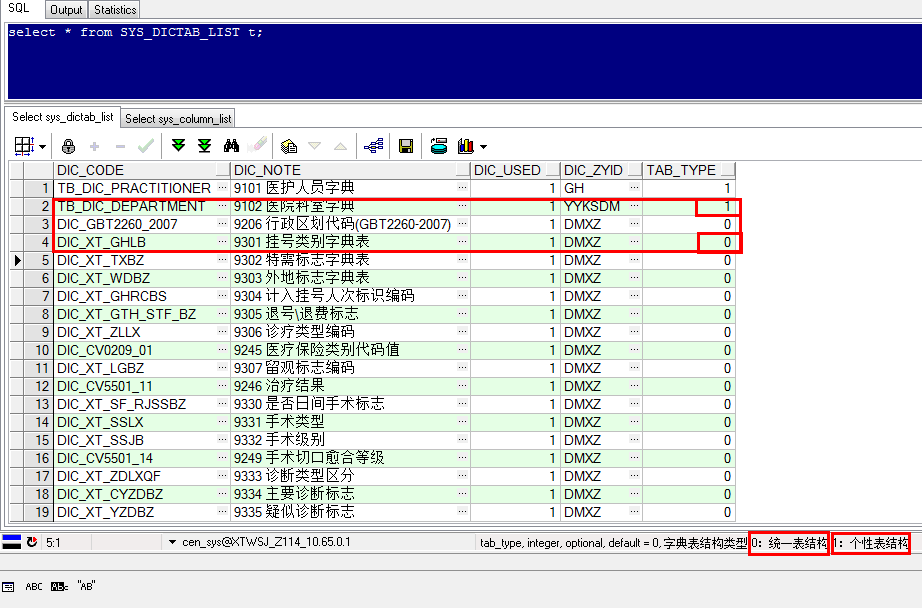 SQL Output Statistics
select * from SYS_DICTAB_LIST t;
Select sys_dictab_list Select sys_column_list
DIC_CODE DIC_NOTE DIC_USED DIC_ZYID TAB_TYPE
1 TB_DIC_PRACTITIONER ... 9101 医护人员字典 ... 1 GH ... 1
2 TB_DIC_DEPARTMENT ... 9102 医院科室字典 ... 1 YYKSDM ... 1
3 DIC_GBT2260_2007 ... 9206 行政区划代码(GBT2260-2007) ... 1 DMXZ ... 0
4 DIC_XT_GHLB ... 9301 挂号类别字典表 ... 1 DMXZ ... 0
5 DIC_XT_TXBZ ... 9302 特需标志字典表 ... 1 DMXZ ... 0
6 DIC_XT_WDBZ ... 9303 外地标志字典表 ... 1 DMXZ ... 0
7 DIC_XT_GHRCBS ... 9304 计入挂号人次标识编码 ... 1 DMXZ ... 0
8 DIC_XT_GTH_STF_BZ ... 9305 退号\退费标志 ... 1 DMXZ ... 0
9 DIC_XT_ZLLX ... 9306 诊疗类型编码 ... 1 DMXZ ... 0
10 DIC_CV0209_01 ... 9245 医疗保险类别代码值 ... 1 DMXZ ... 0
11 DIC_XT_LGBZ ... 9307 留观标志编码 ... 1 DMXZ ... 0
12 DIC_CV5501_11 ... 9246 治疗结果 ... 1 DMXZ ... 0
13 DIC_XT_SF_RJSSBZ ... 9330 是否日间手术标志 ... 1 DMXZ ... 0
14 DIC_XT_SSLX ... 9331 手术类型 ... 1 DMXZ ... 0
15 DIC_XT_SSJB ... 9332 手术级别 ... 1 DMXZ ... 0
16 DIC_CV5501_14 ... 9249 手术切口愈合等级 ... 1 DMXZ ... 0
17 DIC_XT_ZDLXQF ... 9333 诊断类型区分 ... 1 DMXZ ... 0
18 DIC_XT_CYZDBZ ... 9334 主要诊断标志 ... 1 DMXZ ... 0
19 DIC_XT_YZDBZ ... 9335 疑似诊断标志 ... 1 DMXZ ... 0
5:1 cen_sys@XTWSJ_Z114_10.65.0.1 tab_type, integer, optional, default = 0, 字典表结构类型 0: 统一表结构 1: 个性表结构
ABC AB "AB"